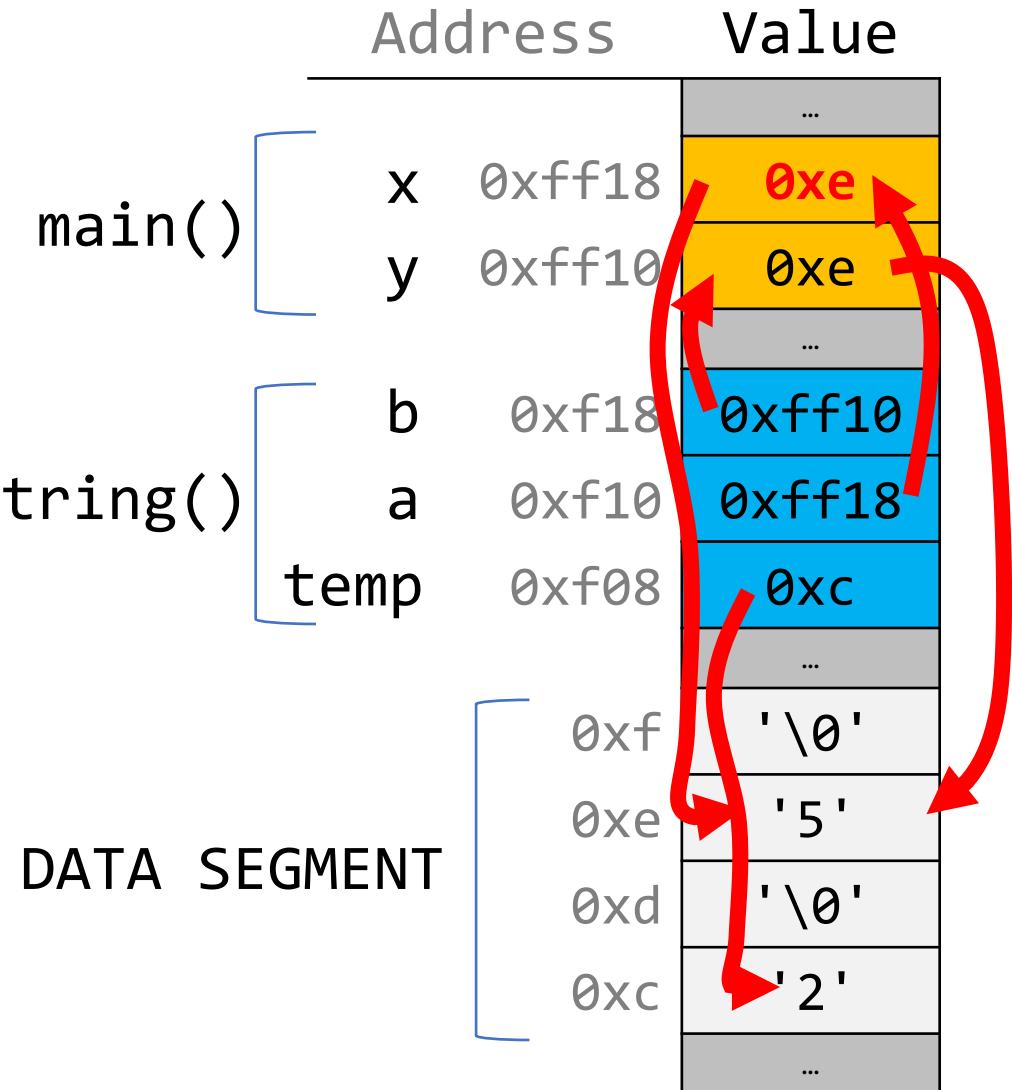 Address Value
…
x 0xff18 0xe
main()
y 0xff10 0xe
…
b 0xf18 0xff10
tring() a 0xf10 0xff18
temp 0xf08 0xc
…
0xf '\0'
0xe '5'
DATA SEGMENT
0xd '\0'
0xc '2'
…